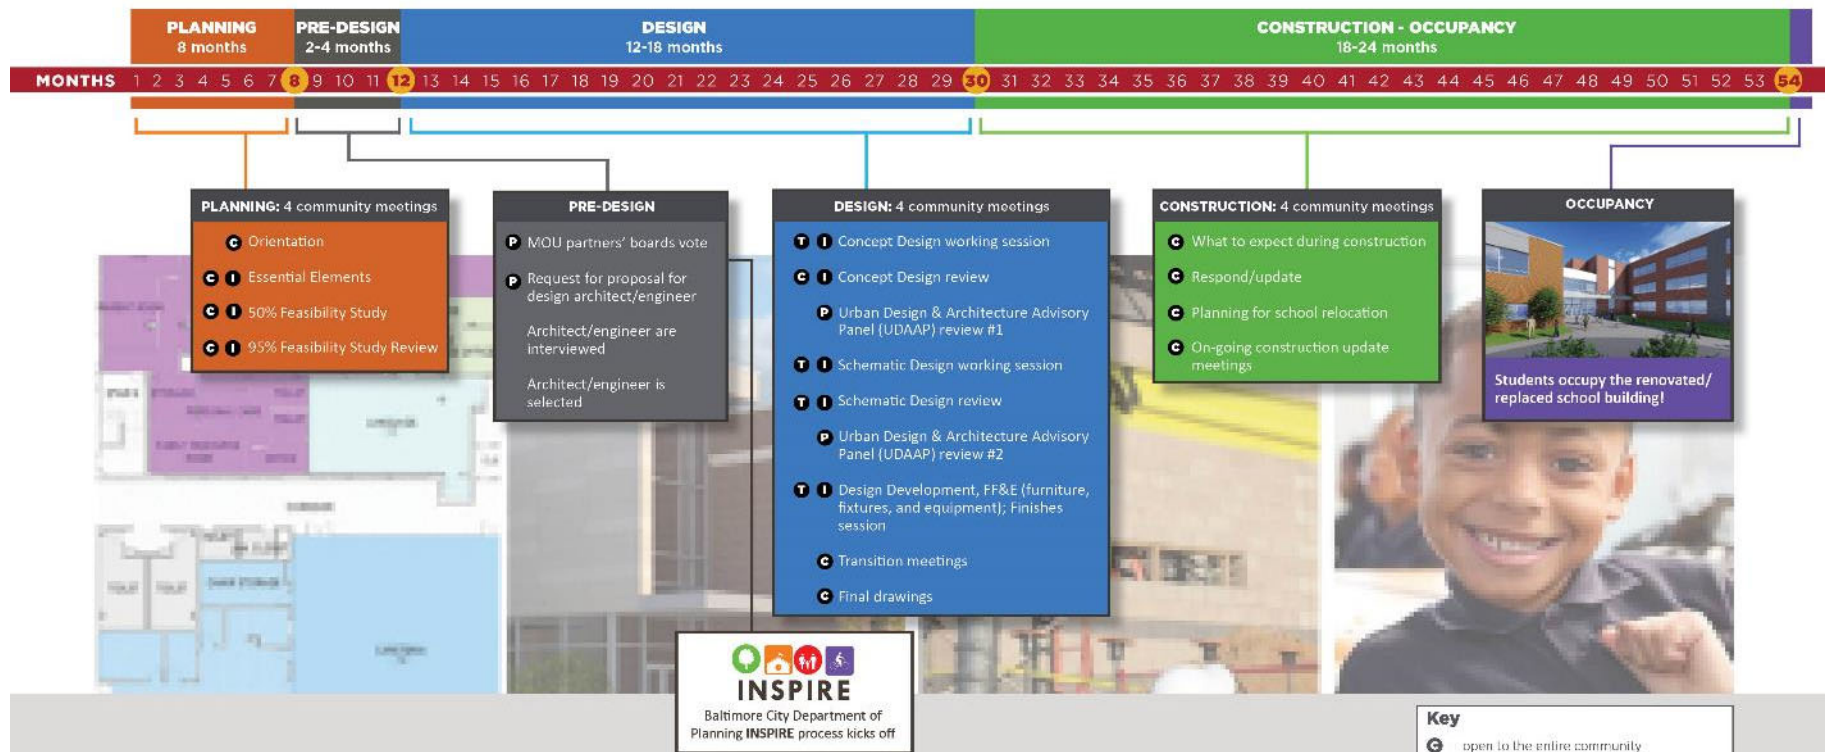 PLANNING
8 months
PRE-DESIGN
2-4 months
DESIGN
12-18 months
CONSTRUCTION - OCCUPANCY
18-24 months
MONTHS 1 2 3 4 5 6 7 8 9 10 11 12 13 14 15 16 17 18 19 20 21 22 23 24 25 26 27 28 29 30 31 32 33 34 35 36 37 38 39 40 41 42 43 44 45 46 47 48 49 50 51 52 53 54
PLANNING: 4 community meetings
C Orientation
C I Essential Elements
C I 50% Feasibility Study
C I 95% Feasibility Study Review
PRE-DESIGN
P MOU partners' boards vote
P Request for proposal for
design architect/engineer
Architect/engineer are
interviewed
Architect/engineer is
selected
DESIGN: 4 community meetings
T I Concept Design working session
C I Concept Design review
P Urban Design & Architecture Advisory
Panel (UDAAP) review #1
T I Schematic Design working session
T I Schematic Design review
P Urban Design & Architecture Advisory
Panel (UDAAP) review #2
T I Design Development, FF&E (furniture,
fixtures, and equipment); Finishes
session
C Transition meetings
C Final drawings
CONSTRUCTION: 4 community meetings
C What to expect during construction
C Respond/update
C Planning for school relocation
C On-going construction update
meetings
OCCUPANCY
Students occupy the renovated/
replaced school building!
INSPIRE
Baltimore City Department of
Planning INSPIRE process kicks off
Key
C open to the entire community